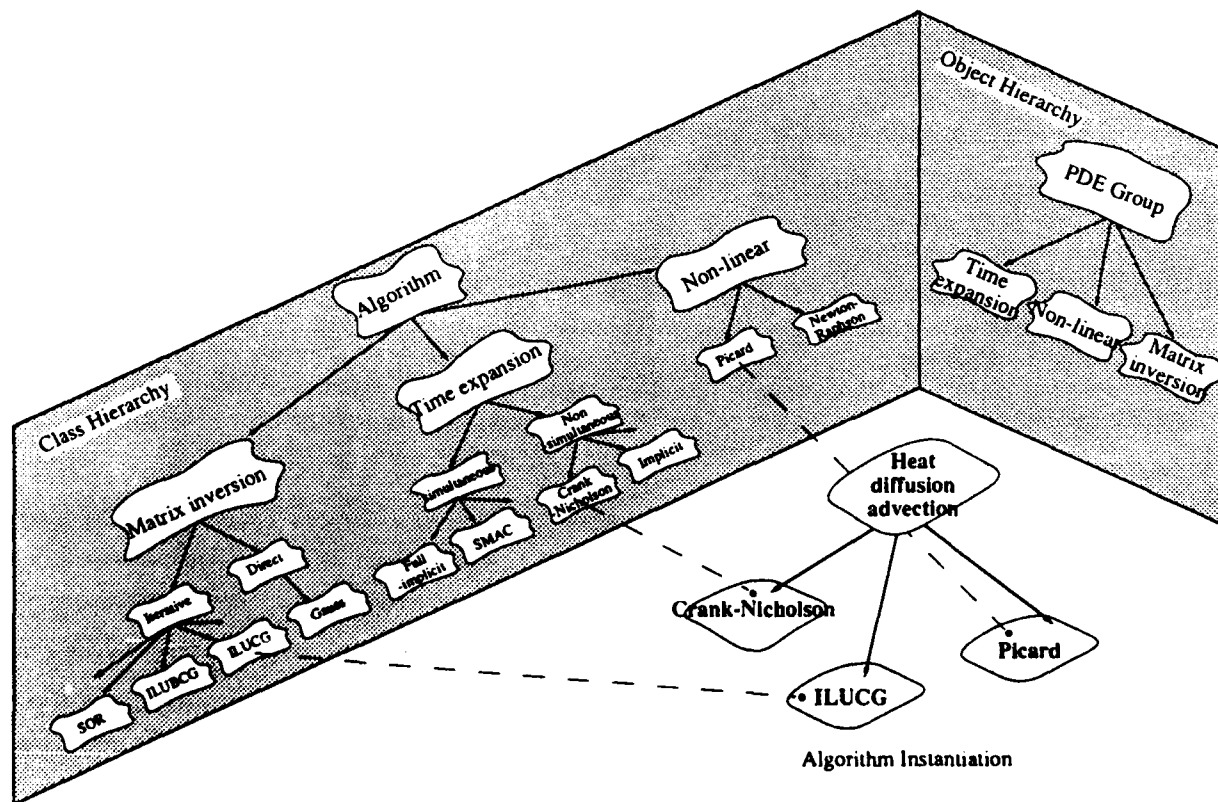 Object Hierarchy
PDE Group
Time
expansion
Non-linear
Matrix
inversion
Class Hierarchy
Algorithm
Non-linear
Newton-
Raphson
Picard
Time expansion
Non
simultaneous
Implicit
Crank
-Nicholson
simultaneous
SMAC
Full
-implicit
Matrix inversion
Direct
Gauss
Iterative
ILUCG
ILUBCG
SOR
Heat
diffusion
advection
Crank-Nicholson
Picard
ILUCG
Algorithm Instantiation